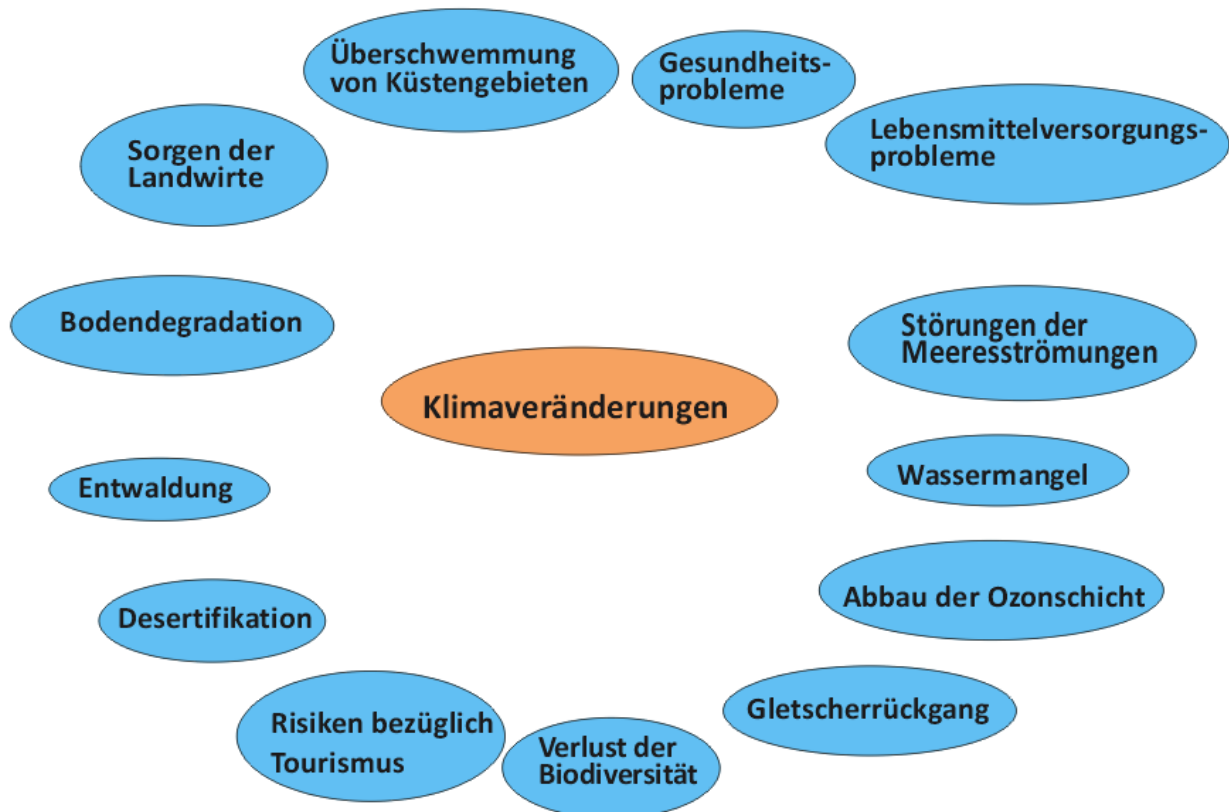 Überschwemmung
von Küstengebieten
Gesundheits-
probleme
Lebensmittelversorgungs-
probleme
Sorgen der
Landwirte
Bodendegradation
Störungen der
Meeresströmungen
Klimaveränderungen
Entwaldung
Wassermangel
Desertifikation
Abbau der Ozonschicht
Risiken bezüglich
Tourismus
Verlust der
Biodiversität
Gletscherrückgang